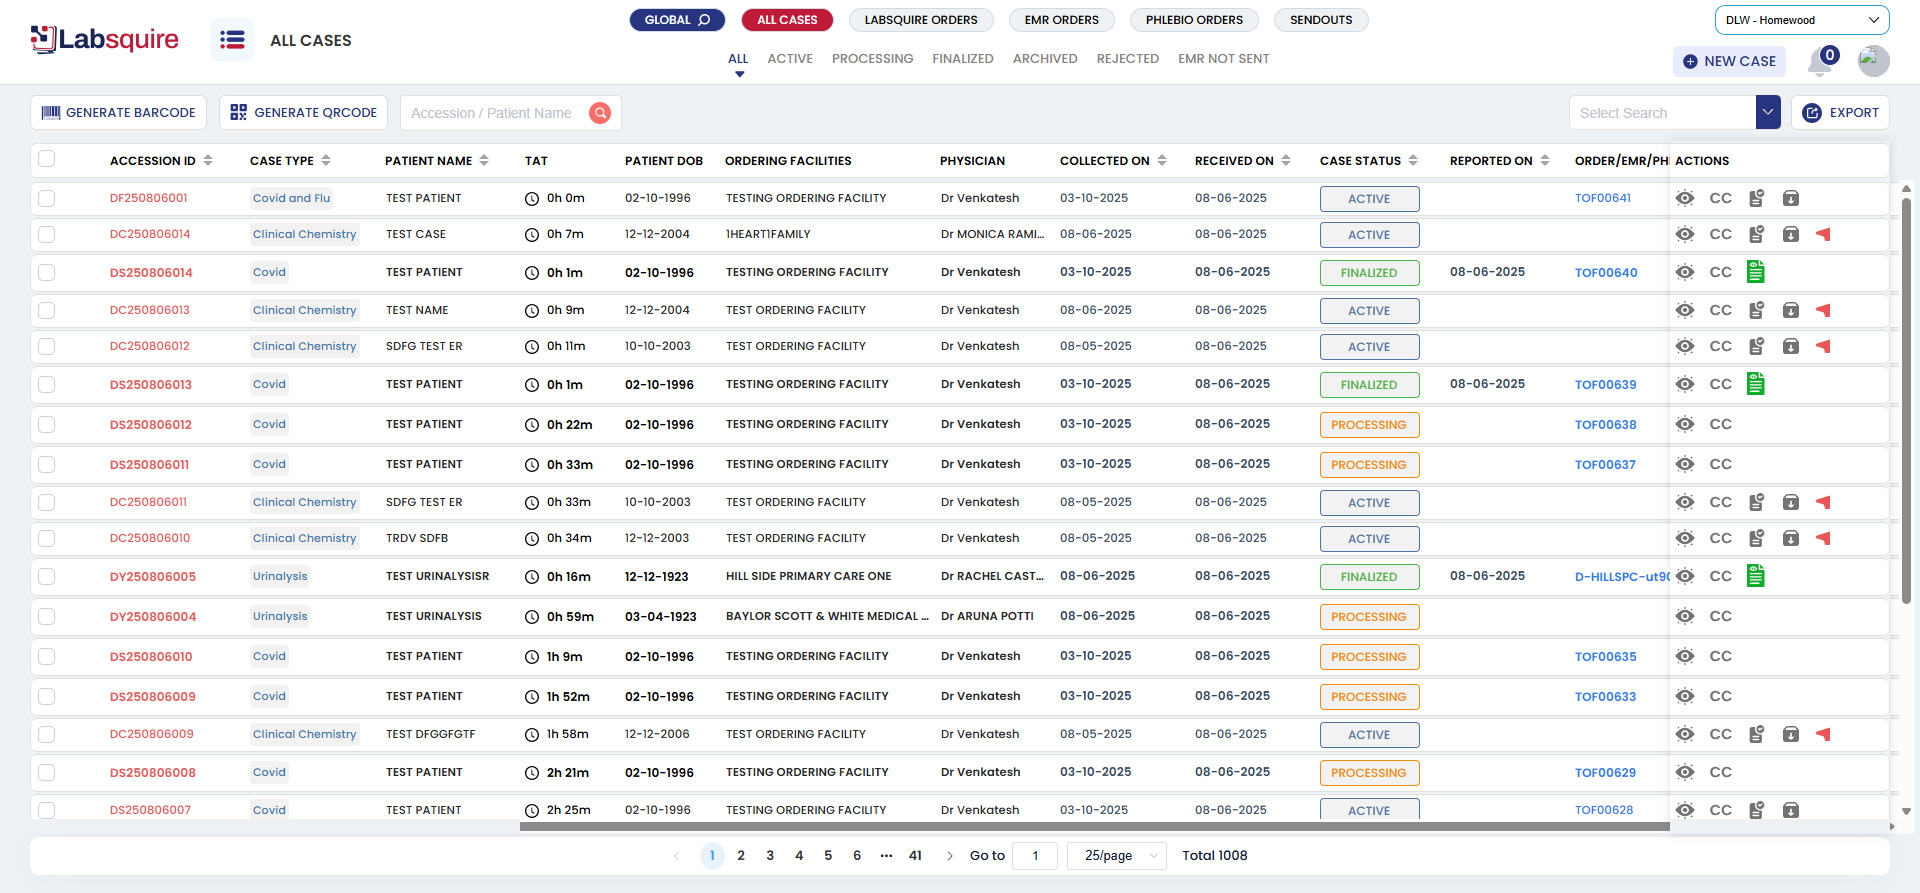 Labsquire
ALL CASES
GLOBAL ALL CASES LABSQUIRE ORDERS EMR ORDERS PHLEBIO ORDERS SENDOUTS
DLW - Homewood
ALL ACTIVE PROCESSING FINALIZED ARCHIVED REJECTED EMR NOT SENT
NEW CASE 0
GENERATE BARCODE GENERATE QRCODE Accession / Patient Name Select Search EXPORT
ACCESSION ID CASE TYPE PATIENT NAME TAT PATIENT DOB ORDERING FACILITIES PHYSICIAN COLLECTED ON RECEIVED ON CASE STATUS REPORTED ON ORDER/EMR/PH ACTIONS
DF250806001 Covid and Flu TEST PATIENT 0h 0m 02-10-1996 TESTING ORDERING FACILITY Dr Venkatesh 03-10-2025 08-06-2025 ACTIVE TOF00641 CC
DC250806014 Clinical Chemistry TEST CASE 0h 7m 12-12-2004 1HEART1FAMILY Dr MONICA RAMI... 08-06-2025 08-06-2025 ACTIVE CC
DS250806014 Covid TEST PATIENT 0h 1m 02-10-1996 TESTING ORDERING FACILITY Dr Venkatesh 03-10-2025 08-06-2025 FINALIZED 08-06-2025 TOF00640 CC
DC250806013 Clinical Chemistry TEST NAME 0h 9m 12-12-2004 TEST ORDERING FACILITY Dr Venkatesh 08-06-2025 08-06-2025 ACTIVE CC
DC250806012 Clinical Chemistry SDFG TEST ER 0h 11m 10-10-2003 TEST ORDERING FACILITY Dr Venkatesh 08-05-2025 08-06-2025 ACTIVE CC
DS250806013 Covid TEST PATIENT 0h 1m 02-10-1996 TESTING ORDERING FACILITY Dr Venkatesh 03-10-2025 08-06-2025 FINALIZED 08-06-2025 TOF00639 CC
DS250806012 Covid TEST PATIENT 0h 22m 02-10-1996 TESTING ORDERING FACILITY Dr Venkatesh 03-10-2025 08-06-2025 PROCESSING TOF00638 CC
DS250806011 Covid TEST PATIENT 0h 33m 02-10-1996 TESTING ORDERING FACILITY Dr Venkatesh 03-10-2025 08-06-2025 PROCESSING TOF00637 CC
DC250806011 Clinical Chemistry SDFG TEST ER 0h 33m 10-10-2003 TEST ORDERING FACILITY Dr Venkatesh 08-05-2025 08-06-2025 ACTIVE CC
DC250806010 Clinical Chemistry TRDV SDFB 0h 34m 12-12-2003 TEST ORDERING FACILITY Dr Venkatesh 08-05-2025 08-06-2025 ACTIVE CC
DY250806005 Urinalysis TEST URINALYSISR 0h 16m 12-12-1923 HILL SIDE PRIMARY CARE ONE Dr RACHEL CAST... 08-06-2025 08-06-2025 FINALIZED 08-06-2025 D-HILLSPC-ut90 CC
DY250806004 Urinalysis TEST URINALYSIS 0h 59m 03-04-1923 BAYLOR SCOTT & WHITE MEDICAL ... Dr ARUNA POTTI 08-06-2025 08-06-2025 PROCESSING CC
DS250806010 Covid TEST PATIENT 1h 9m 02-10-1996 TESTING ORDERING FACILITY Dr Venkatesh 03-10-2025 08-06-2025 PROCESSING TOF00635 CC
DS250806009 Covid TEST PATIENT 1h 52m 02-10-1996 TESTING ORDERING FACILITY Dr Venkatesh 03-10-2025 08-06-2025 PROCESSING TOF00633 CC
DC250806009 Clinical Chemistry TEST DFGGFGTF 1h 58m 12-12-2006 TEST ORDERING FACILITY Dr Venkatesh 08-05-2025 08-06-2025 ACTIVE CC
DS250806008 Covid TEST PATIENT 2h 21m 02-10-1996 TESTING ORDERING FACILITY Dr Venkatesh 03-10-2025 08-06-2025 PROCESSING TOF00629 CC
DS250806007 Covid TEST PATIENT 2h 25m 02-10-1996 TESTING ORDERING FACILITY Dr Venkatesh 03-10-2025 08-06-2025 ACTIVE TOF00628 CC
1 2 3 4 5 6 ••• 41 Go to 1 25/page Total 1008